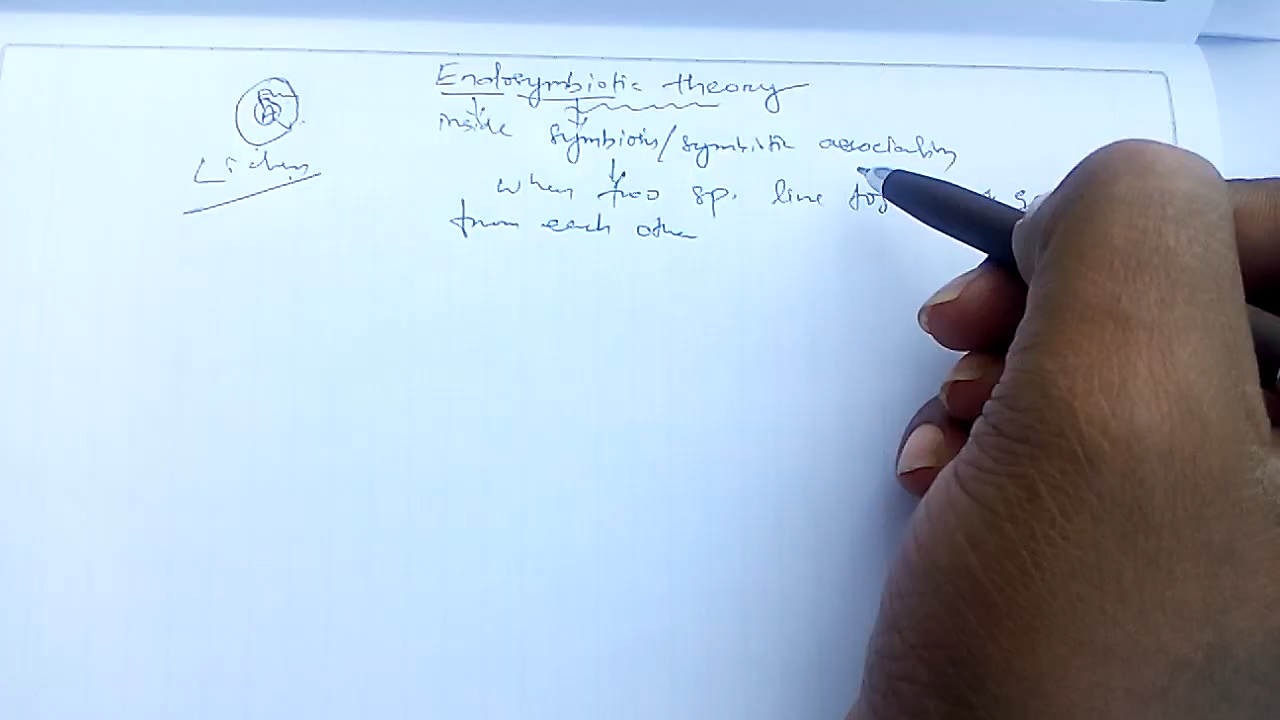 Endosymbiotic theory
inside symbiosis/symbiotic association
Lichens
when two sp. live
from each other